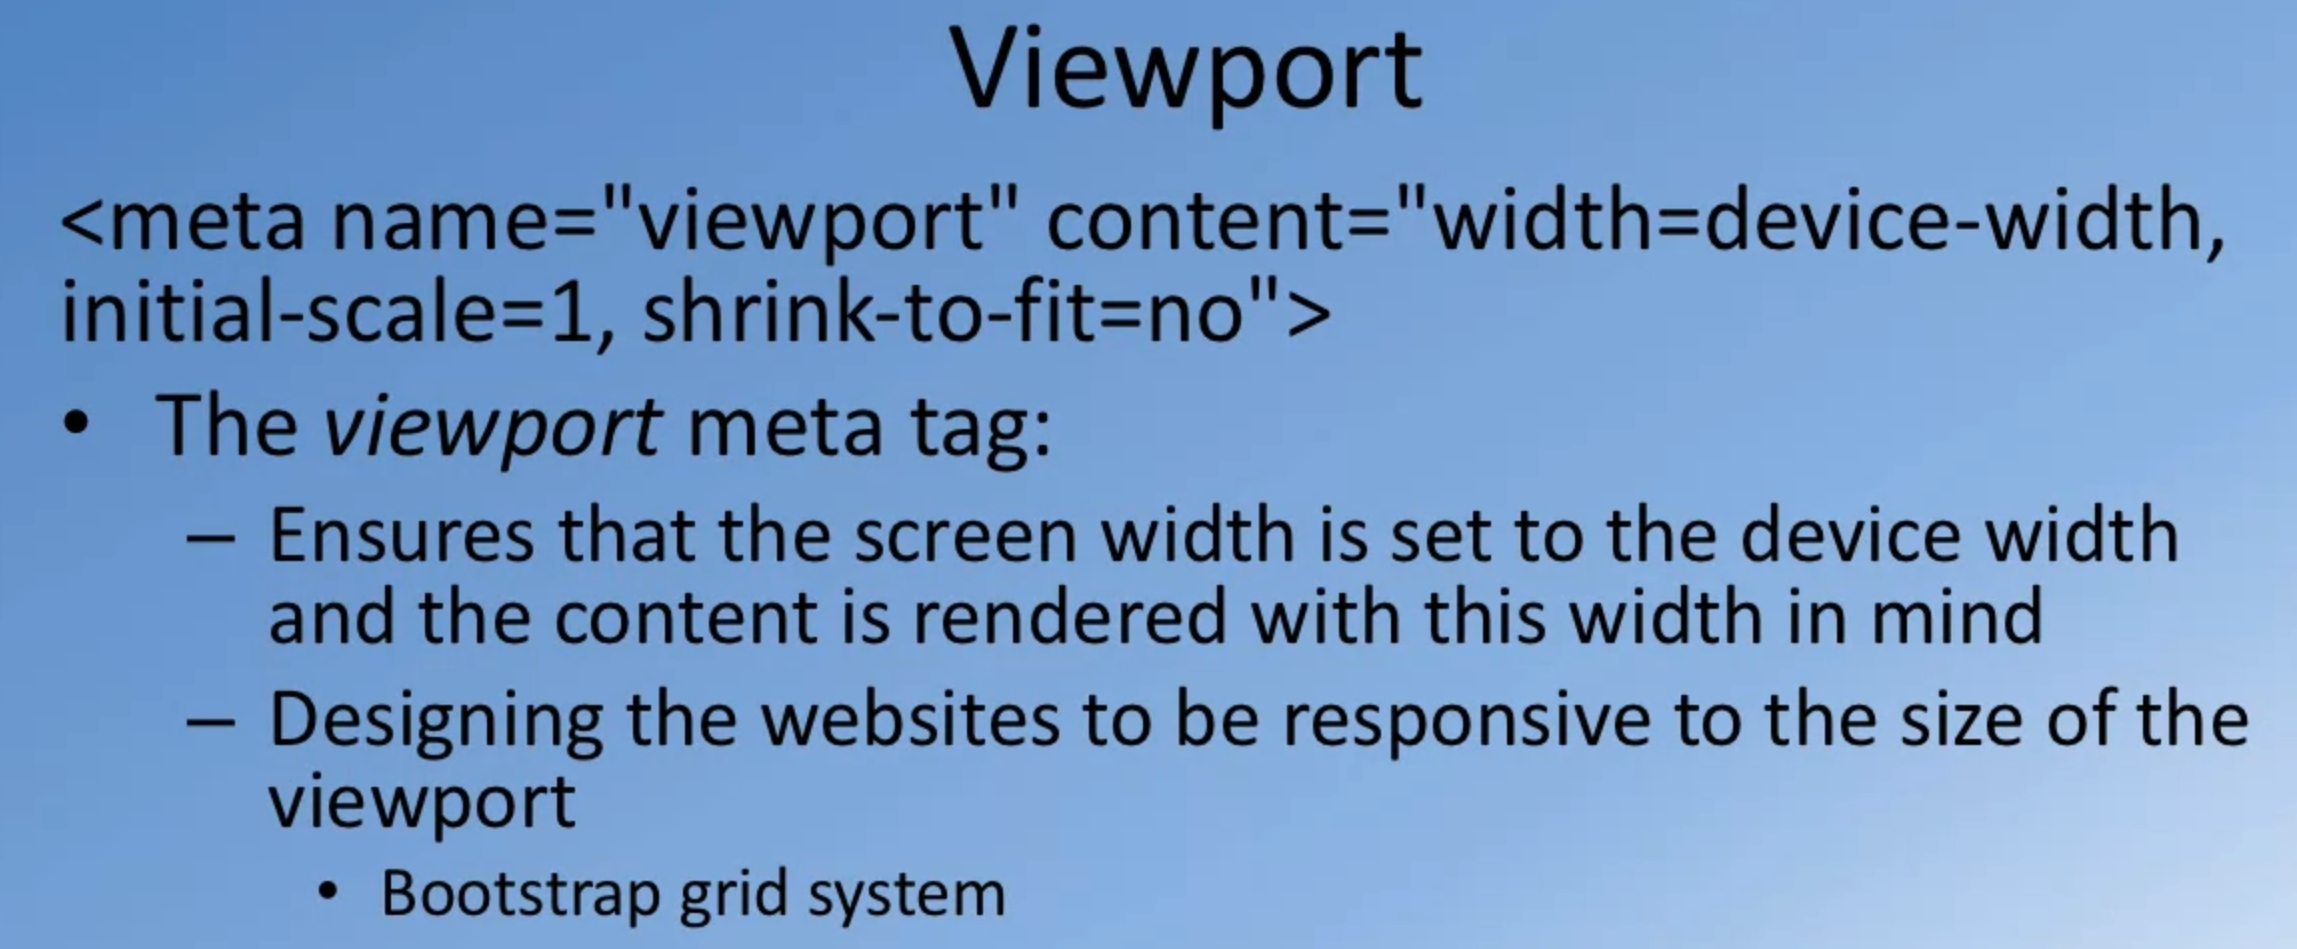 Viewport
<meta name="viewport" content="width=device-width,
initial-scale=1, shrink-to-fit=no">
• The viewport meta tag:
– Ensures that the screen width is set to the device width
and the content is rendered with this width in mind
– Designing the websites to be responsive to the size of the
viewport
• Bootstrap grid system